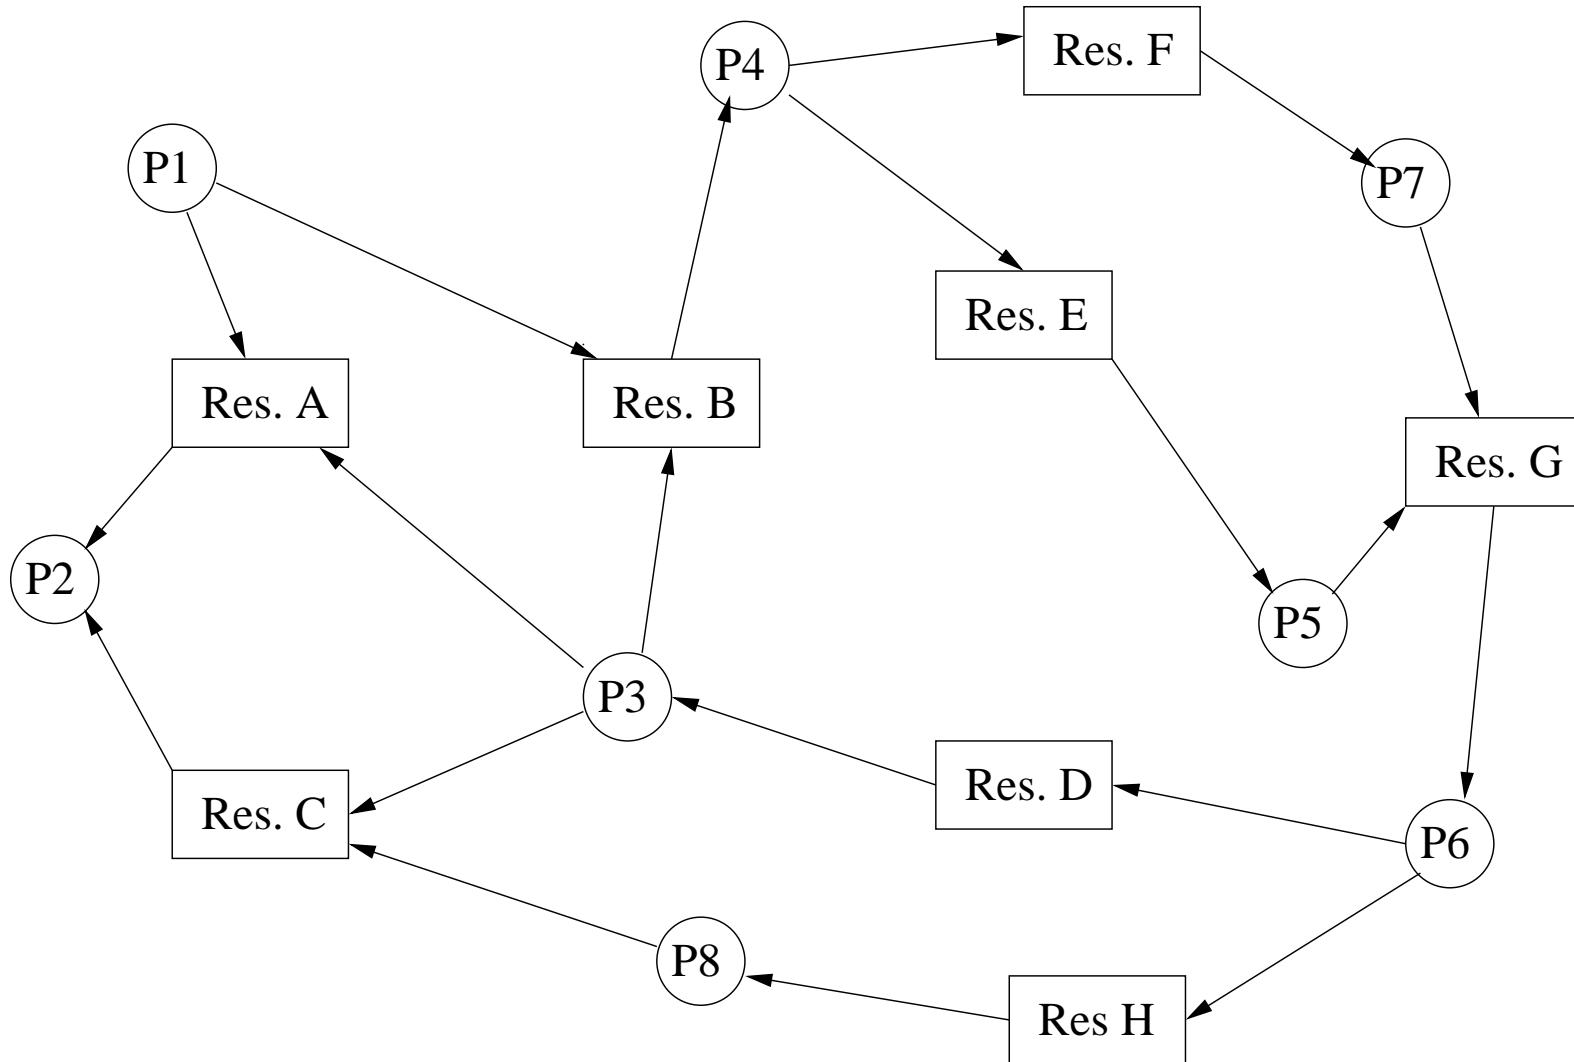 Res. F
P4
P1
P7
Res. E
Res. A
Res. B
Res. G
P2
P5
P3
Res. D
Res. C
P6
P8
Res H